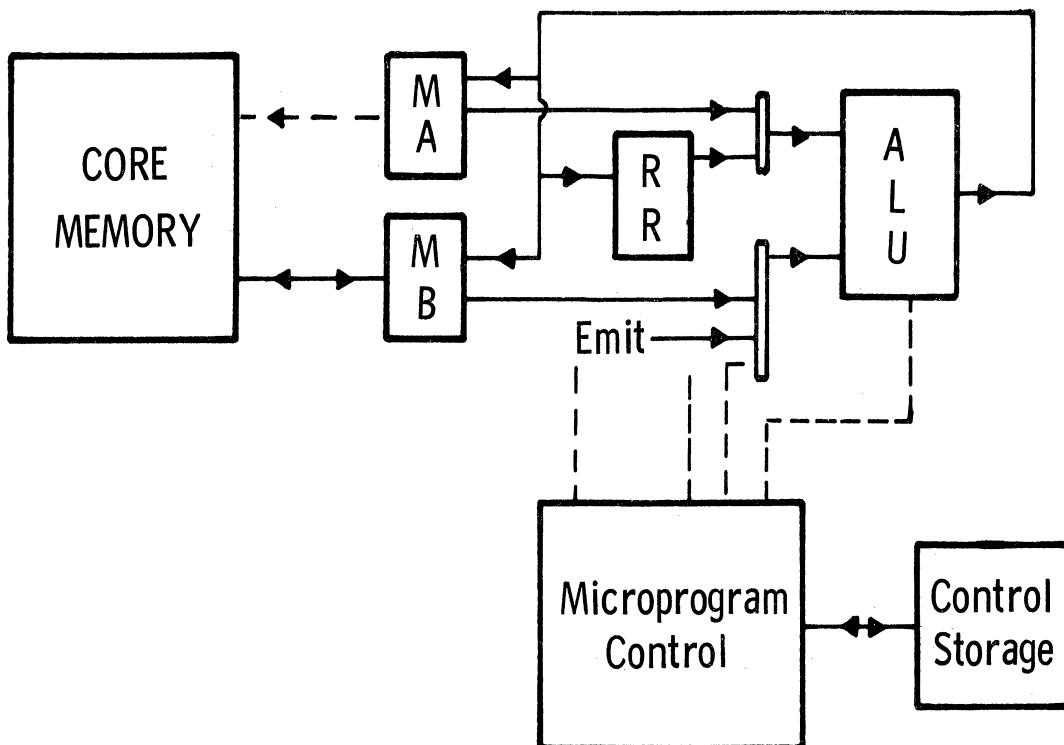 CORE
MEMORY
M
A
M
B
R
R
A
L
U
Emit
Microprogram
Control
Control
Storage